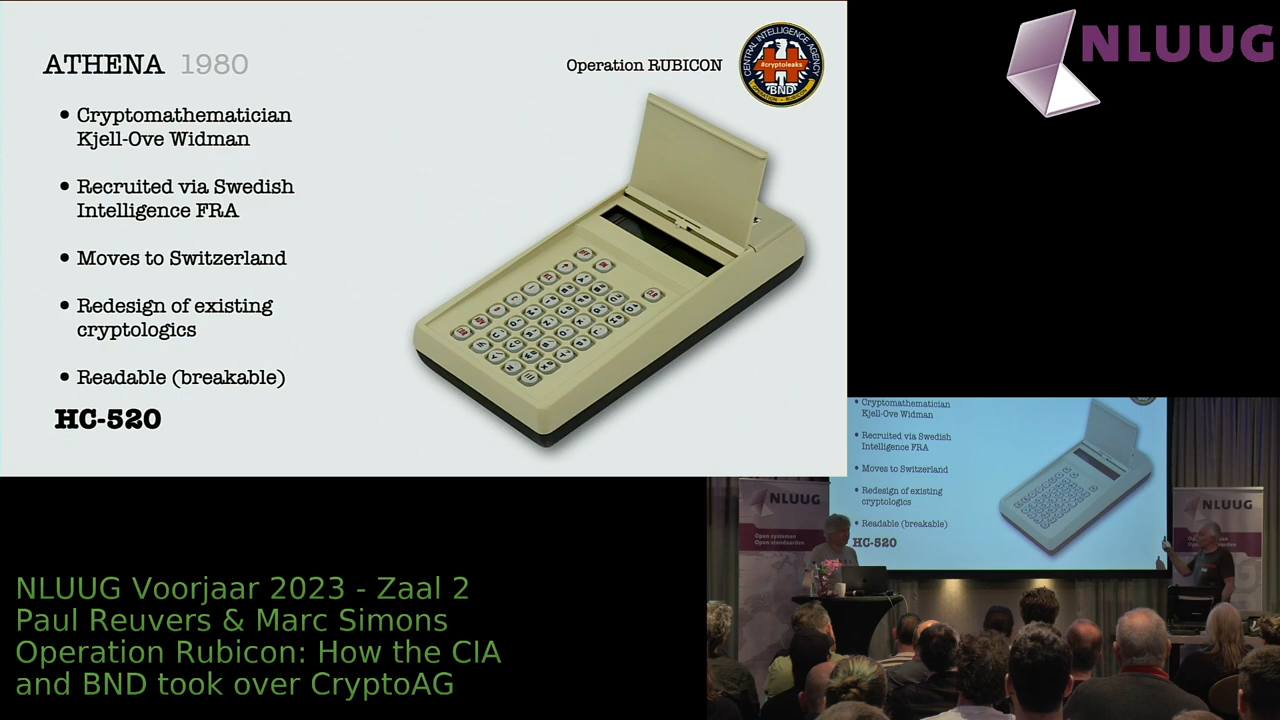 ATHENA 1980
Operation RUBICON
CENTRAL INTELLIGENCE AGENCY
#cryptoleaks
BND
OPERATION - RUBICON
• Cryptomathematician
Kjell-Ove Widman
• Recruited via Swedish
Intelligence FRA
• Moves to Switzerland
• Redesign of existing
cryptologics
• Readable (breakable)
HC-520
NLUUG
• Cryptomathematician
Kjell-Ove Widman
• Recruited via Swedish
Intelligence FRA
• Moves to Switzerland
• Redesign of existing
cryptologics
• Readable (breakable)
HC-520
NLUUG
Open systemen
Open standaarden
NLUUG
NLUUG Voorjaar 2023 - Zaal 2
Paul Reuvers & Marc Simons
Operation Rubicon: How the CIA
and BND took over CryptoAG